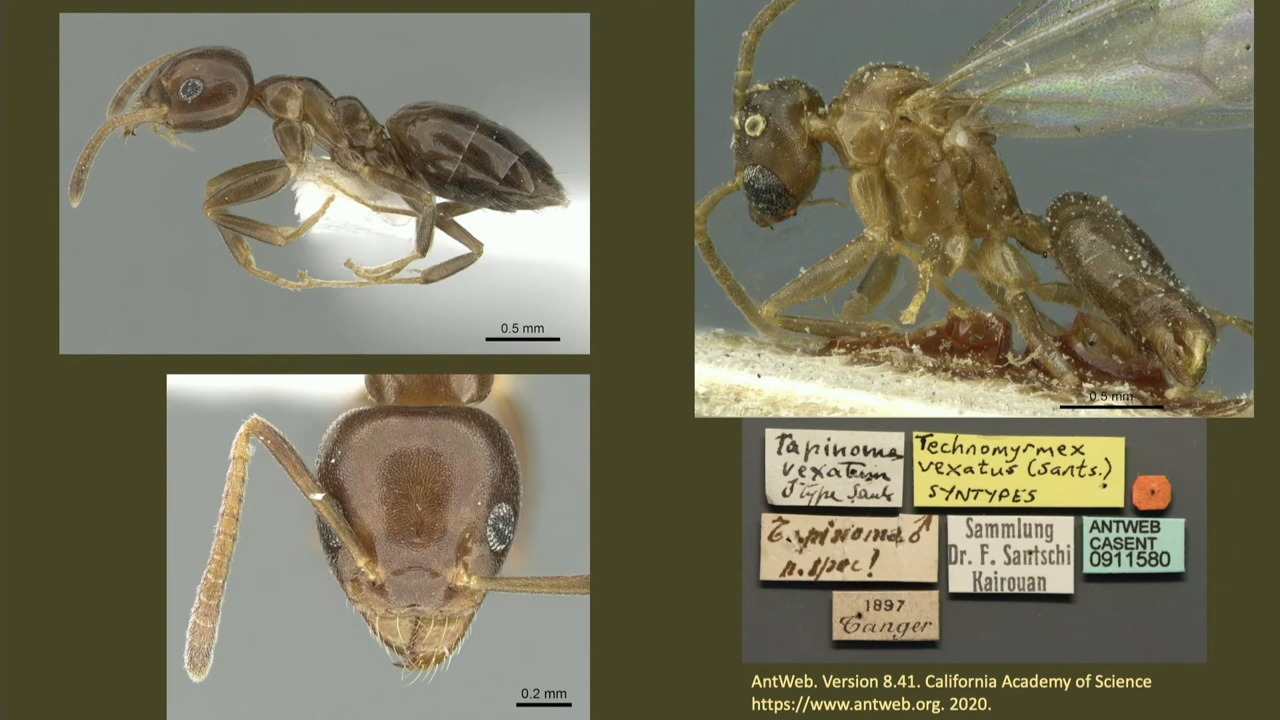 0.5 mm
0.5 mm
0.2 mm
Tapinoma
vexatum
type Sants
Technomyrmex
vexatus (Sants.)
SYNTYPES
n. spec!
Sammlung
Dr. F. Santschi
Kairouan
ANTWEB
CASENT
0911580
1897
Tanger
AntWeb. Version 8.41. California Academy of Science
https://www.antweb.org. 2020.